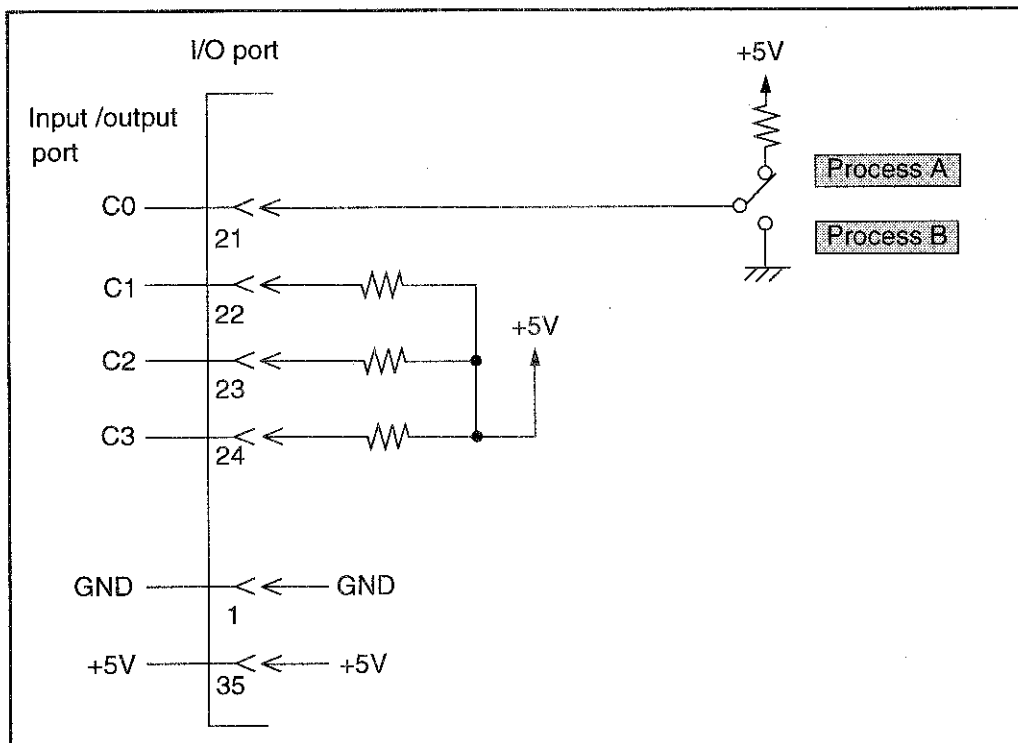 I/O port
+5V
Input /output
port
Process A
C0
21
Process B
C1
22
+5V
C2
23
C3
24
GND
GND
1
+5V
+5V
35